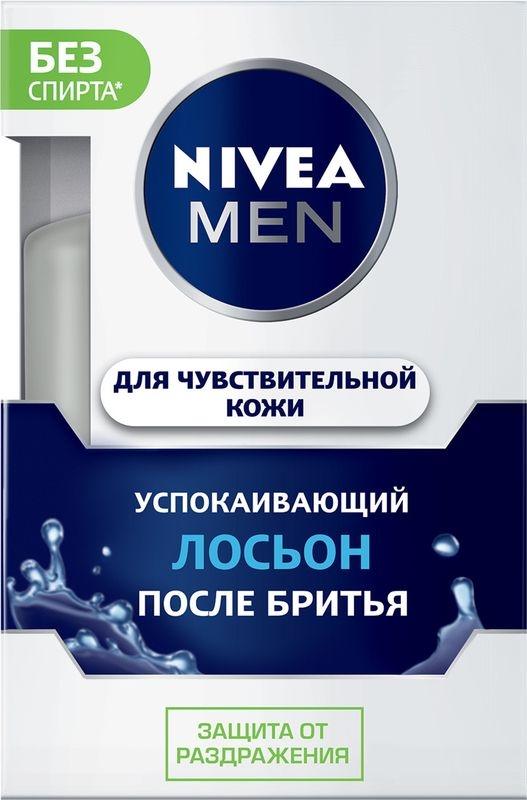 БЕЗ
СПИРТА*
NIVEA
MEN
ДЛЯ ЧУВСТВИТЕЛЬНОЙ
КОЖИ
УСПОКАИВАЮЩИЙ
ЛОСЬОН
ПОСЛЕ БРИТЬЯ
ЗАЩИТА ОТ
РАЗДРАЖЕНИЯ